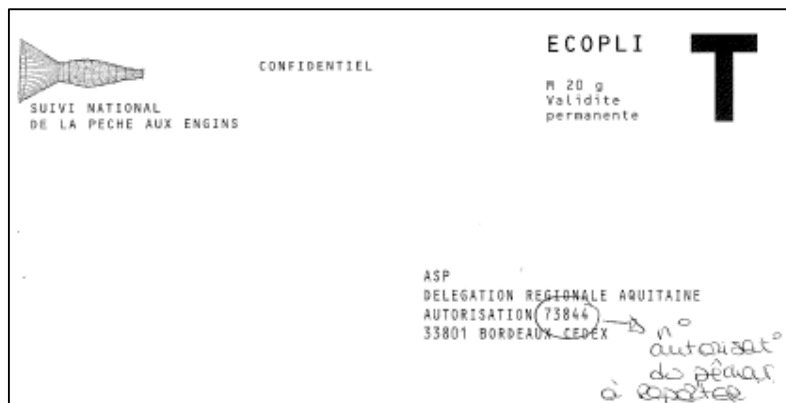 CONFIDENTIEL
ECOPLI
T
M 20 g
Validite
permanente
SUIVI NATIONAL
DE LA PECHE AUX ENGINS
ASP
DELEGATION REGIONALE AQUITAINE
AUTORISATION 73844
33801 BORDEAUX CEDEX
n°
autorisat°
du pêcheur
à reporter